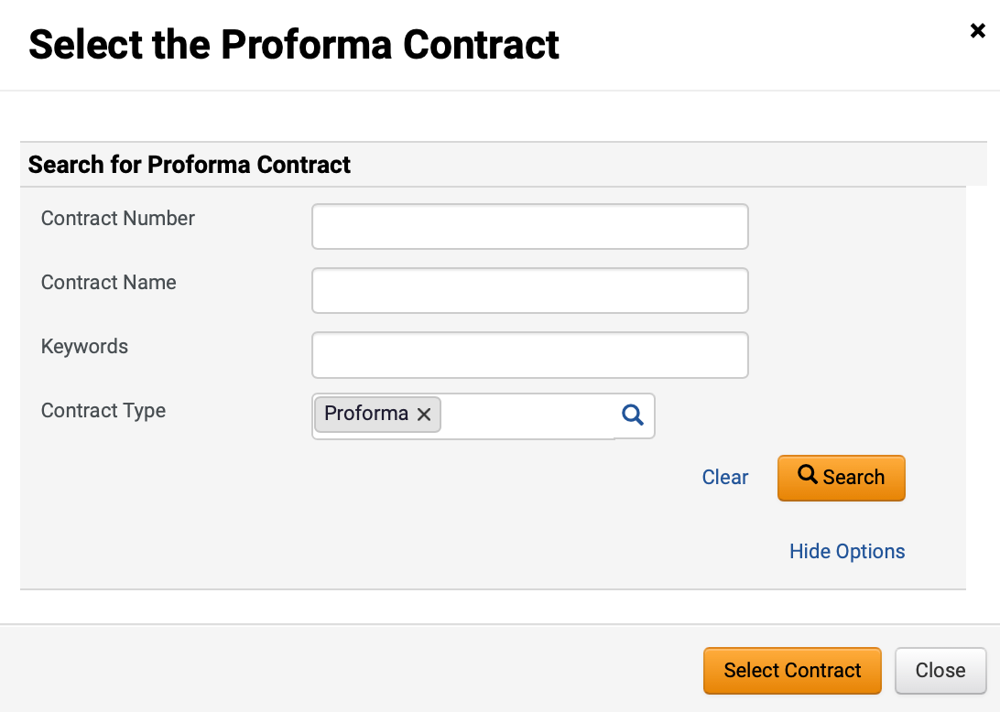 Select the Proforma Contract
Search for Proforma Contract
Contract Number
Contract Name
Keywords
Contract Type
Proforma
Clear
Search
Hide Options
Select Contract
Close